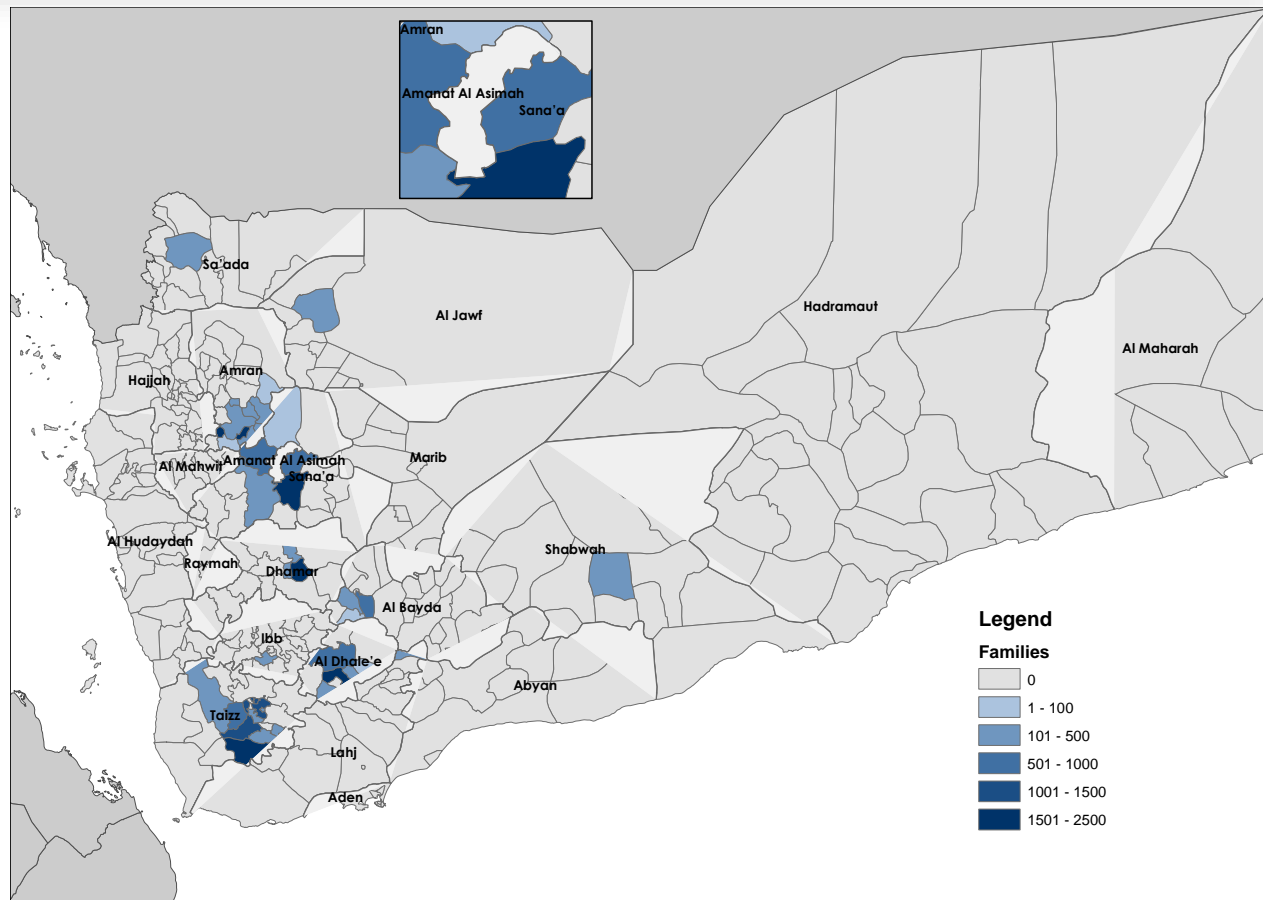 Amran
Amanat Al Asimah
Sana'a
Sa'ada
Al Jawf
Hadramaut
Al Maharah
Hajjah
Amran
Al Mahwit
Amanat Al Asimah
Sana'a
Marib
Al Hudaydah
Raymah
Dhamar
Shabwah
Al Bayda
Ibb
Al Dhale'e
Abyan
Taizz
Lahj
Aden
Legend
Families
0
1 - 100
101 - 500
501 - 1000
1001 - 1500
1501 - 2500